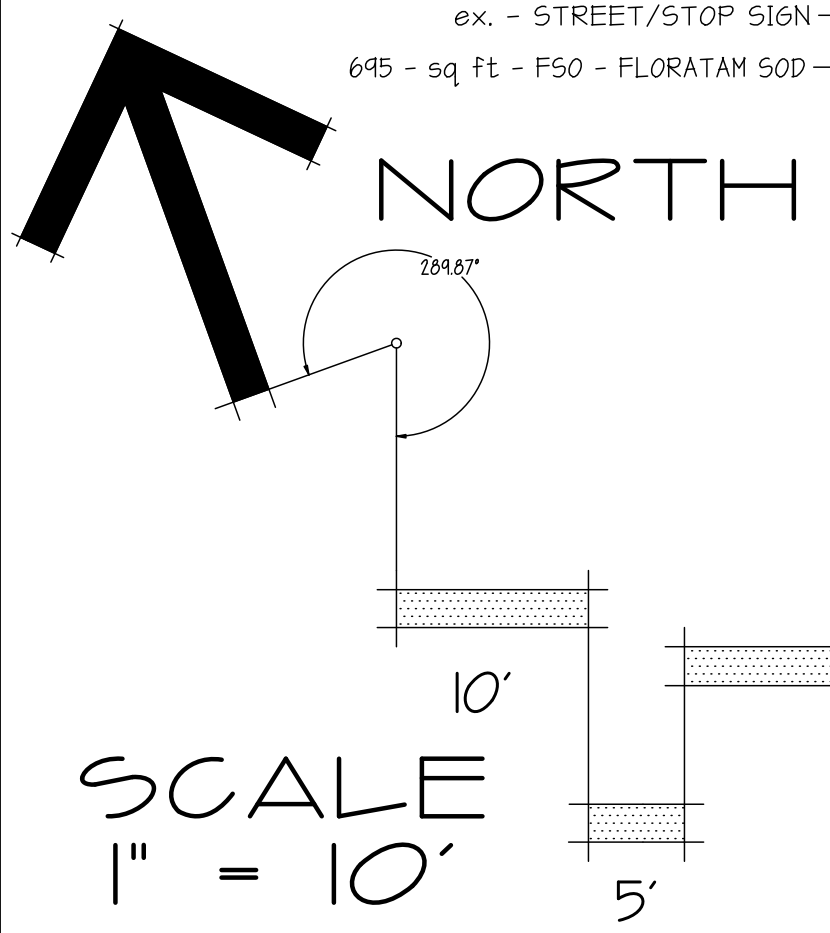 ex. - STREET/STOP SIGN -
695 - sq ft - FSO - FLORATAM SOD -
NORTH
289.87°
10'
SCALE
1" = 10'
5'